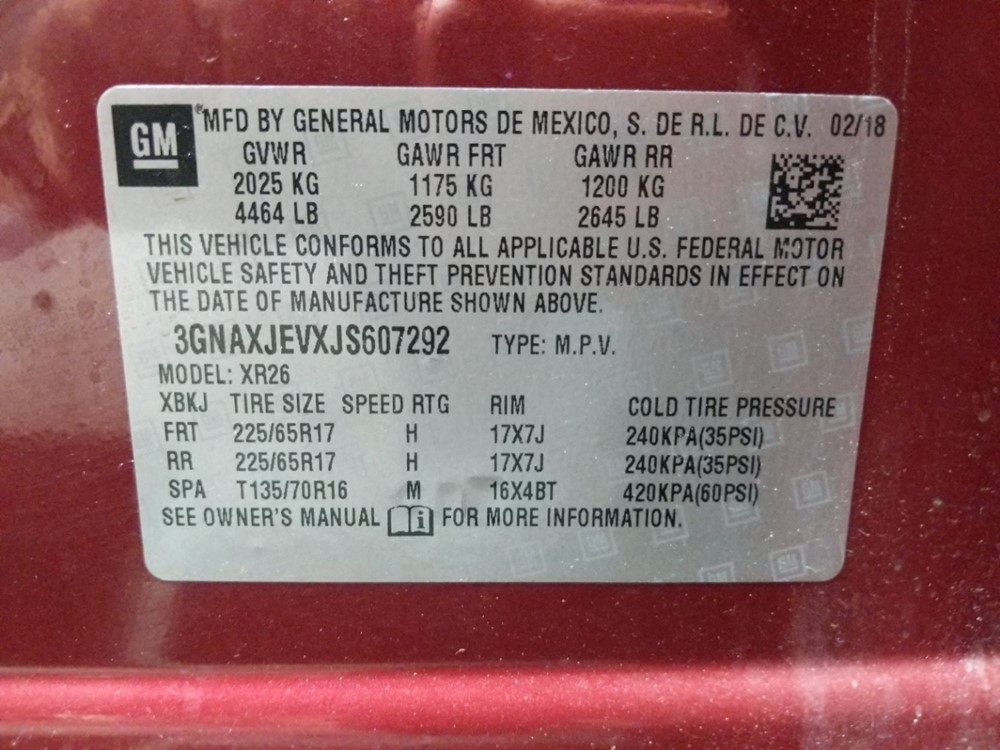 GM
®MFD BY GENERAL MOTORS DE MEXICO, S. DE R.L. DE C.V. 02/18
GVWR GAWR FRT GAWR RR
2025 KG 1175 KG 1200 KG
4464 LB 2590 LB 2645 LB
THIS VEHICLE CONFORMS TO ALL APPLICABLE U.S. FEDERAL MOTOR
VEHICLE SAFETY AND THEFT PREVENTION STANDARDS IN EFFECT ON
THE DATE OF MANUFACTURE SHOWN ABOVE.
3GNAXJEVXJS607292 TYPE: M.P.V.
MODEL: XR26
XBKJ TIRE SIZE SPEED RTG RIM COLD TIRE PRESSURE
FRT 225/65R17 H 17X7J 240KPA(35PSI)
RR 225/65R17 H 17X7J 240KPA(35PSI)
SPA T135/70R16 M 16X4BT 420KPA(60PSI)
SEE OWNER'S MANUAL i FOR MORE INFORMATION.